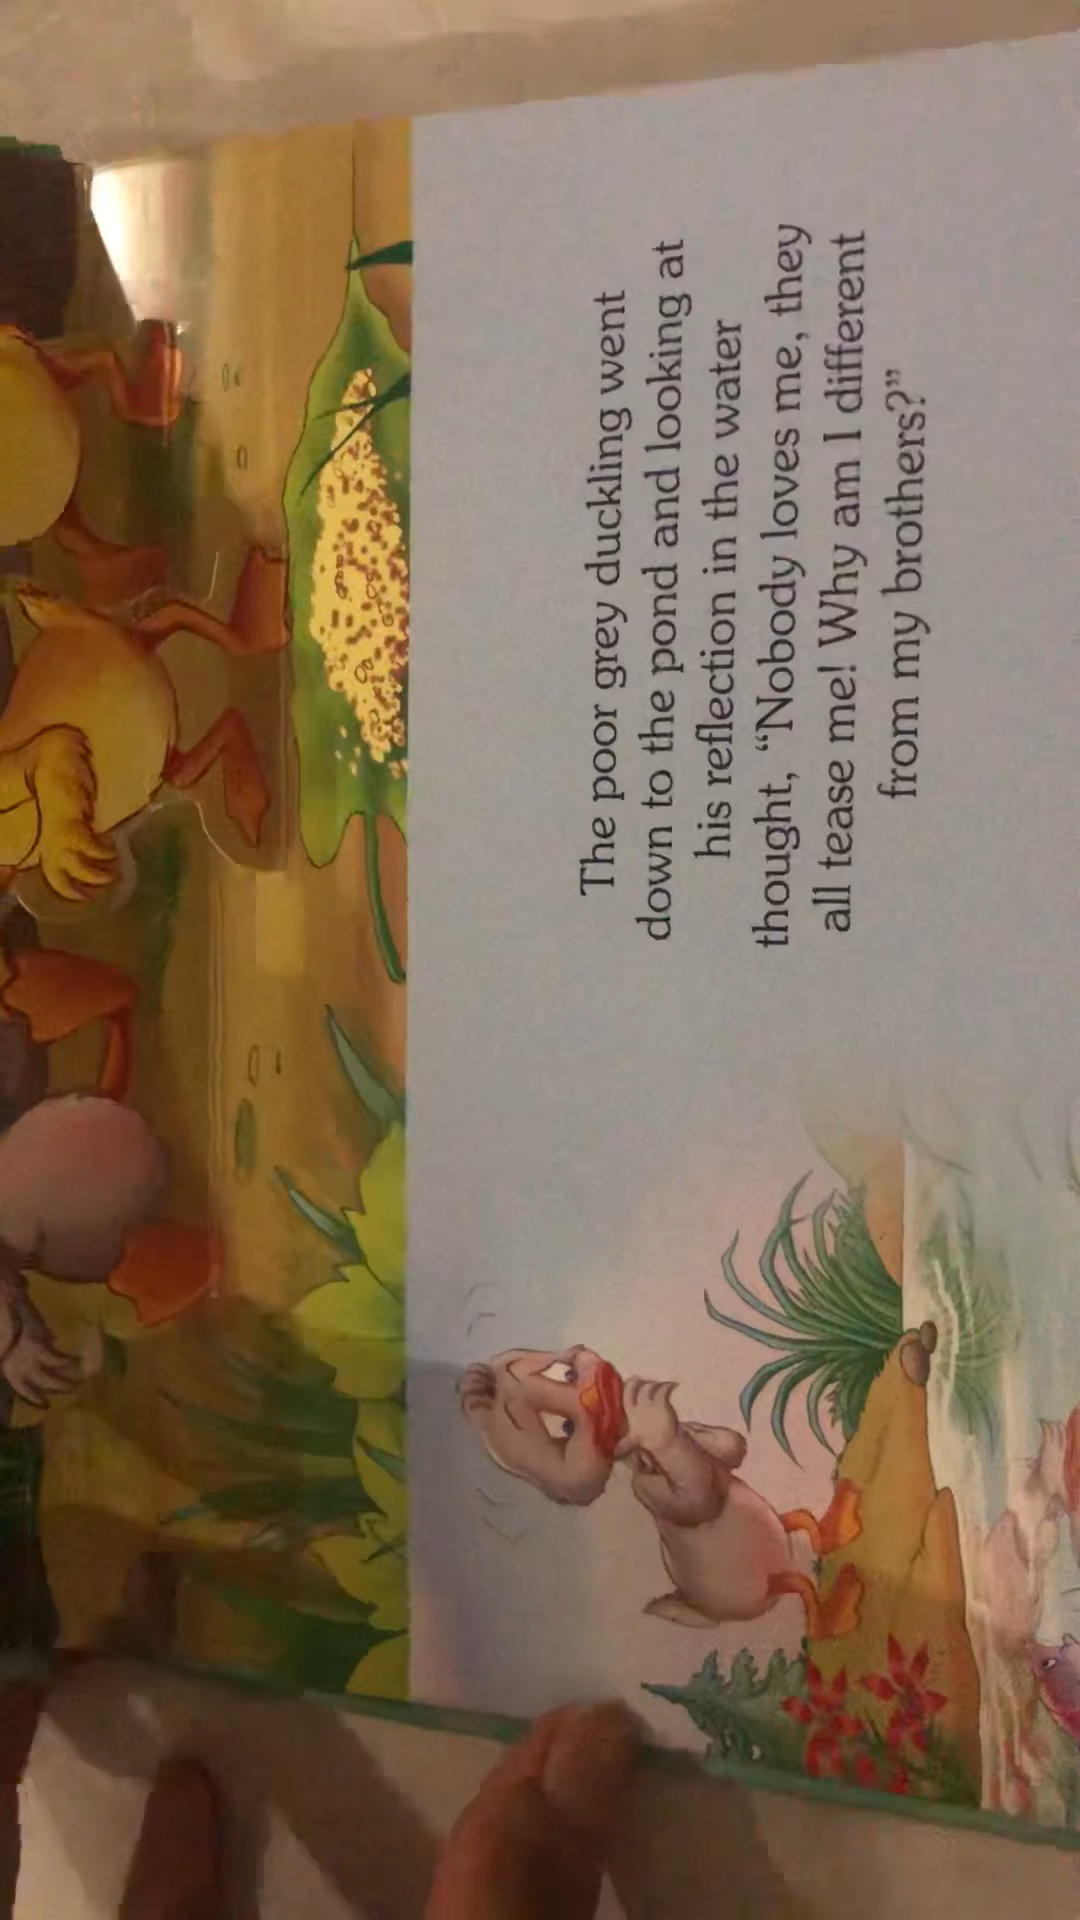 The poor grey duckling went
down to the pond and looking at
his reflection in the water
thought, “Nobody loves me, they
all tease me! Why am I different
from my brothers?”